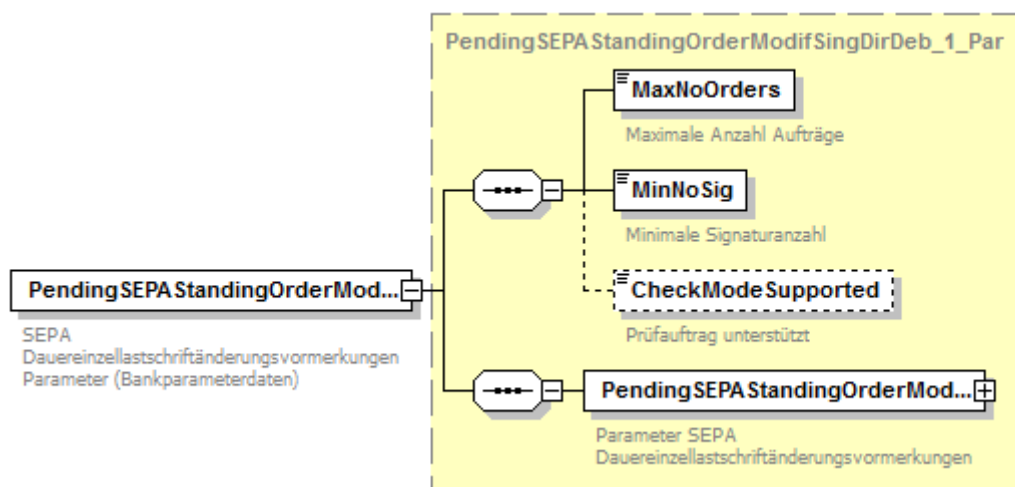 PendingSEPAStandingOrderModifSingDirDeb_1_Par
MaxNoOrders
Maximale Anzahl Aufträge
MinNoSig
Minimale Signaturanzahl
PendingSEPAStandingOrderMod...
SEPA
Dauereinzellastschriftänderungsvormerkungen
Parameter (Bankparameterdaten)
CheckModeSupported
Prüfauftrag unterstützt
PendingSEPAStandingOrderMod...
Parameter SEPA
Dauereinzellastschriftänderungsvormerkungen